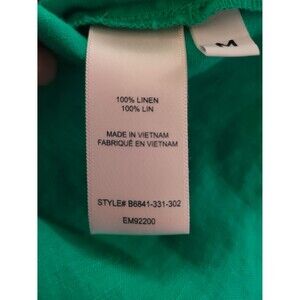 M
100% LINEN
100% LIN
MADE IN VIETNAM
FABRIQUÉ EN VIETNAM
STYLE# B6841-331-302
EM92200